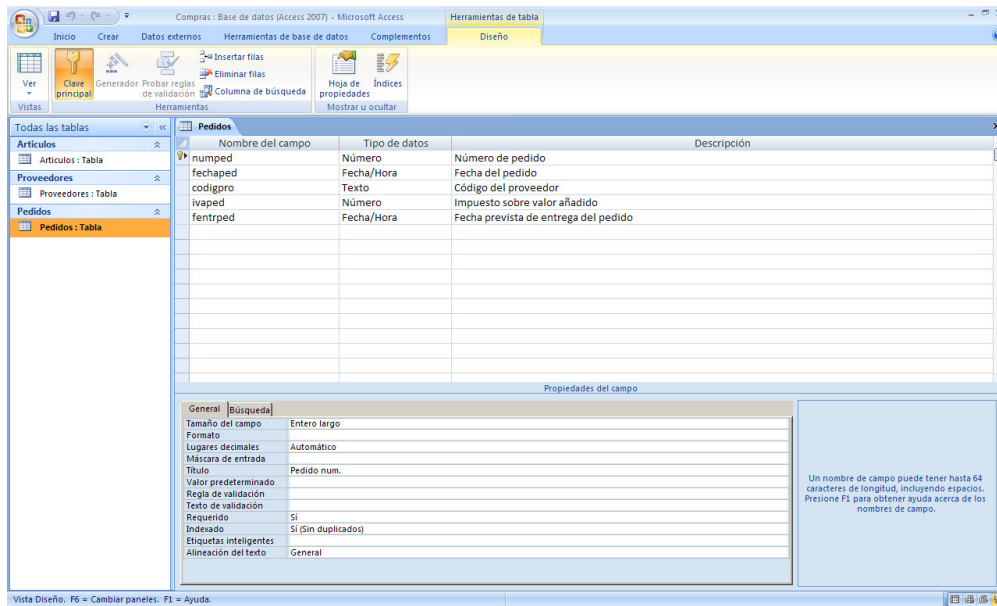 Compras : Base de datos (Access 2007) - Microsoft Access
Herramientas de tabla
Inicio
Crear
Datos externos
Herramientas de base de datos
Complementos
Diseño
Ver
Clave principal
Generador
Probar reglas de validación
Insertar filas
Eliminar filas
Columna de búsqueda
Hoja de propiedades
Índices
Vistas
Herramientas
Mostrar u ocultar
Todas las tablas
Articulos
Articulos : Tabla
Proveedores
Proveedores : Tabla
Pedidos
Pedidos : Tabla
Pedidos
Nombre del campo Tipo de datos Descripción
numped Número Número de pedido
fechaped Fecha/Hora Fecha del pedido
codigpro Texto Código del proveedor
ivaped Número Impuesto sobre valor añadido
fentrped Fecha/Hora Fecha prevista de entrega del pedido
Propiedades del campo
General Búsqueda
Tamaño del campo Entero largo
Formato
Lugares decimales Automático
Máscara de entrada
Título Pedido num.
Valor predeterminado
Regla de validación
Texto de validación
Requerido Sí
Indexado Sí (Sin duplicados)
Etiquetas inteligentes
Alineación del texto General
Un nombre de campo puede tener hasta 64
caracteres de longitud, incluyendo espacios.
Presione F1 para obtener ayuda acerca de los
nombres de campo.
Vista Diseño. F6 = Cambiar paneles. F1 = Ayuda.